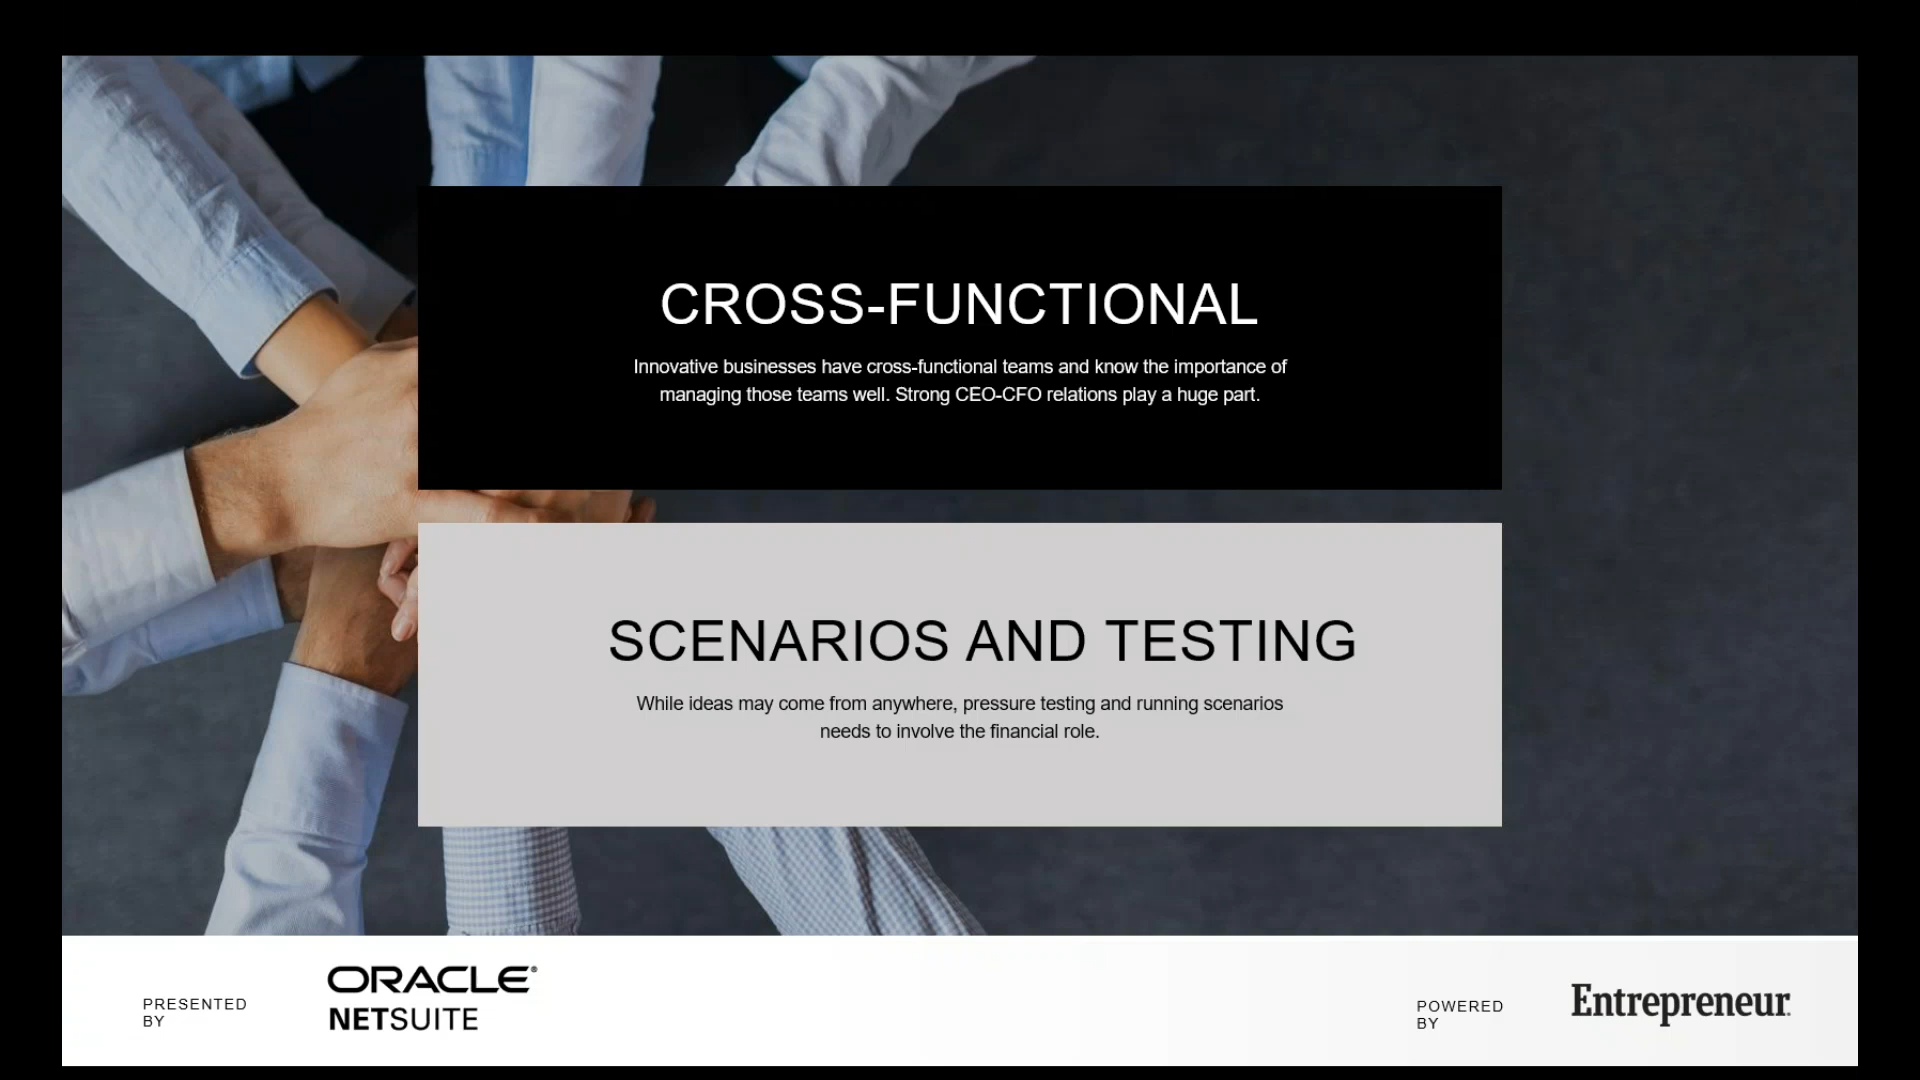 CROSS-FUNCTIONAL
Innovative businesses have cross-functional teams and know the importance of
managing those teams well. Strong CEO-CFO relations play a huge part.
SCENARIOS AND TESTING
While ideas may come from anywhere, pressure testing and running scenarios
needs to involve the financial role.
PRESENTED
BY
ORACLE®
NETSUITE
POWERED
BY
Entrepreneur.